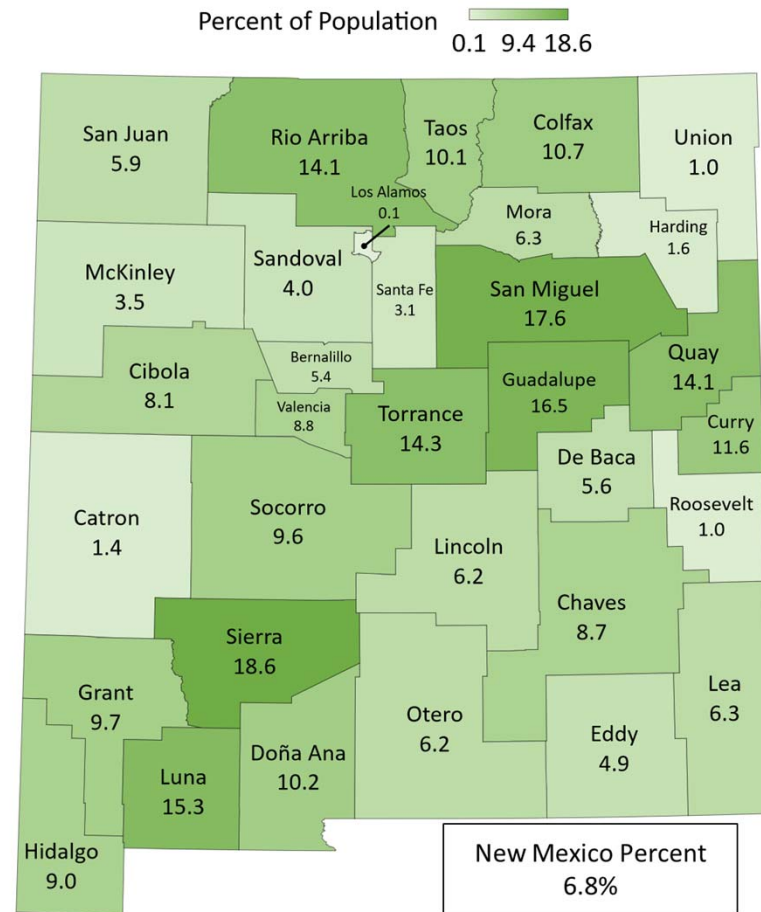 Percent of Population
0.1 9.4 18.6
San Juan
5.9
Rio Arriba
14.1
Taos
10.1
Colfax
10.7
Union
1.0
Los Alamos
0.1
Mora
6.3
Harding
1.6
McKinley
3.5
Sandoval
4.0
Santa Fe
3.1
San Miguel
17.6
Quay
14.1
Cibola
8.1
Bernalillo
5.4
Valencia
8.8
Torrance
14.3
Guadalupe
16.5
Curry
11.6
De Baca
5.6
Roosevelt
1.0
Catron
1.4
Socorro
9.6
Lincoln
6.2
Chaves
8.7
Sierra
18.6
Grant
9.7
Lea
6.3
Otero
6.2
Eddy
4.9
Doña Ana
10.2
Luna
15.3
Hidalgo
9.0
New Mexico Percent
6.8%